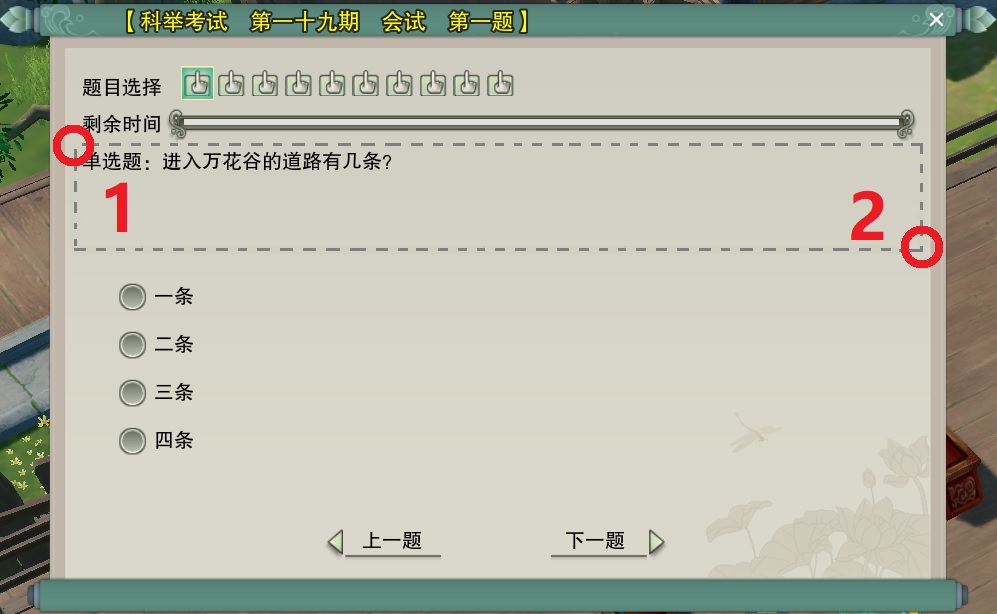 【科举考试 第一十九期 会试 第一题】
题目选择
剩余时间
单选题：进入万花谷的道路有几条?
1
2
一条
二条
三条
四条
上一题 下一题